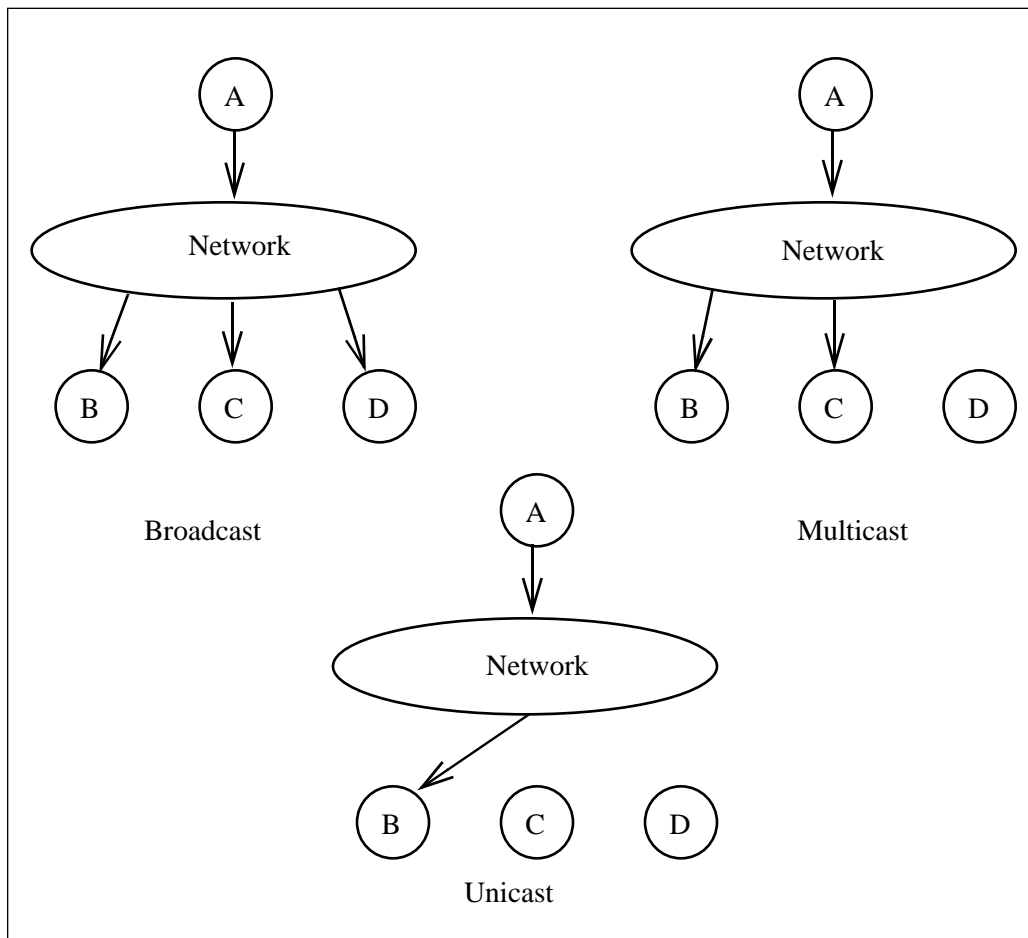 A
Network
B C D
Broadcast
A
Network
B C D
Multicast
A
Network
B C D
Unicast